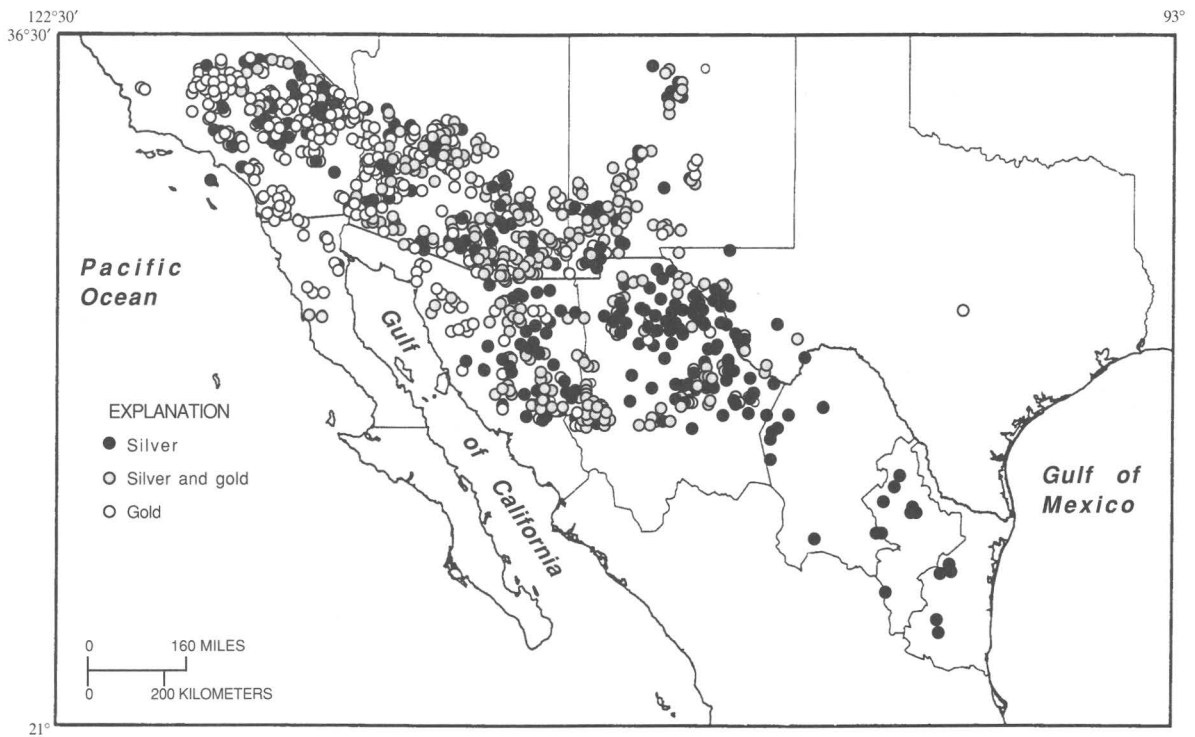 122°30′
93°
36°30′
Pacific
Ocean
Gulf
of
California
EXPLANATION
Silver
Silver and gold
Gold
Gulf of
Mexico
0 160 MILES
0 200 KILOMETERS
21°